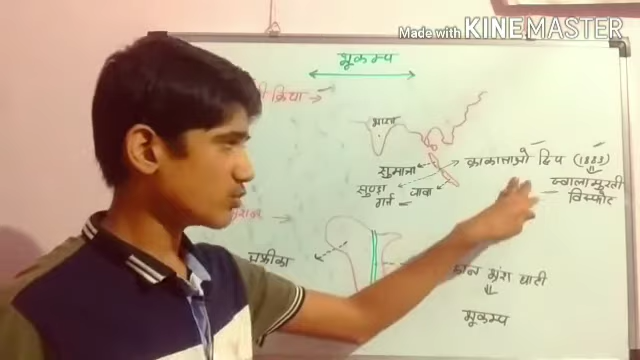 Made with KINEMASTER
भूकम्प
क्रिया →
भारत
सुमात्रा
क्राकाताओ द्विप (1883)
सुण्डा
गर्त
जावा
ज्वालामुखी
विस्फोट
अफ्रीका
भ्रंश घाटी
भूकम्प